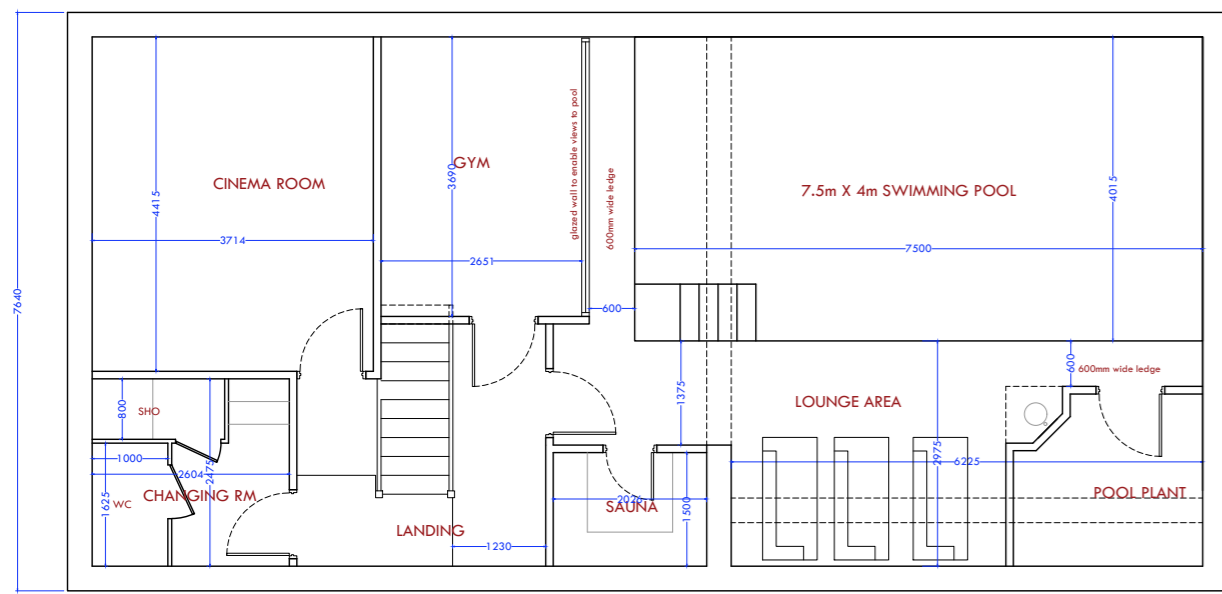 7640
4415
CINEMA ROOM
3714
GYM
3690
2651
glazed wall to enable views to pool
600mm wide ledge
600
7.5m X 4m SWIMMING POOL
7500
4015
600
600mm wide ledge
1375
LOUNGE AREA
2975
6225
POOL PLANT
SHO
800
1000
2604
2475
CHANGING RM
WC
1625
LANDING
1230
2026
SAUNA
1500